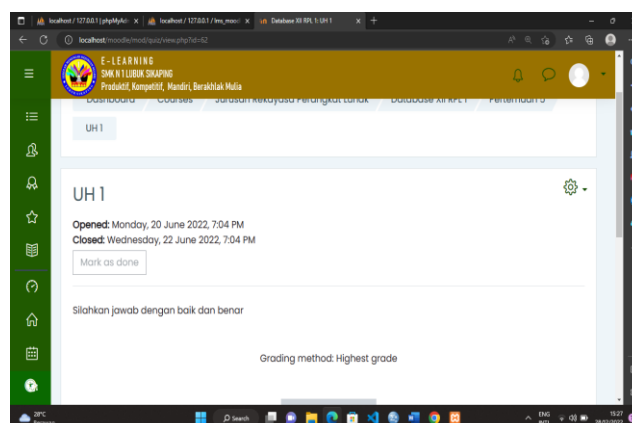 localhost / 127.0.0.1 | phpMyAdm
localhost / 127.0.0.1 / lms_mood
Database XII RPL 1: UH 1
localhost/moodle/mod/quiz/view.php?id=62
E-LEARNING
SMK N 1 LUBUK SIKAPING
Produktif, Kompetitif, Mandiri, Berakhlak Mulia
Dashboard / Courses / Jurusan Rekayasa Perangkat Lunak / Database XII RPL 1 / Pertemuan 5
UH 1
UH 1
Opened: Monday, 20 June 2022, 7:04 PM
Closed: Wednesday, 22 June 2022, 7:04 PM
Mark as done
Silahkan jawab dengan baik dan benar
Grading method: Highest grade
28°C
Search
ENG
15:27